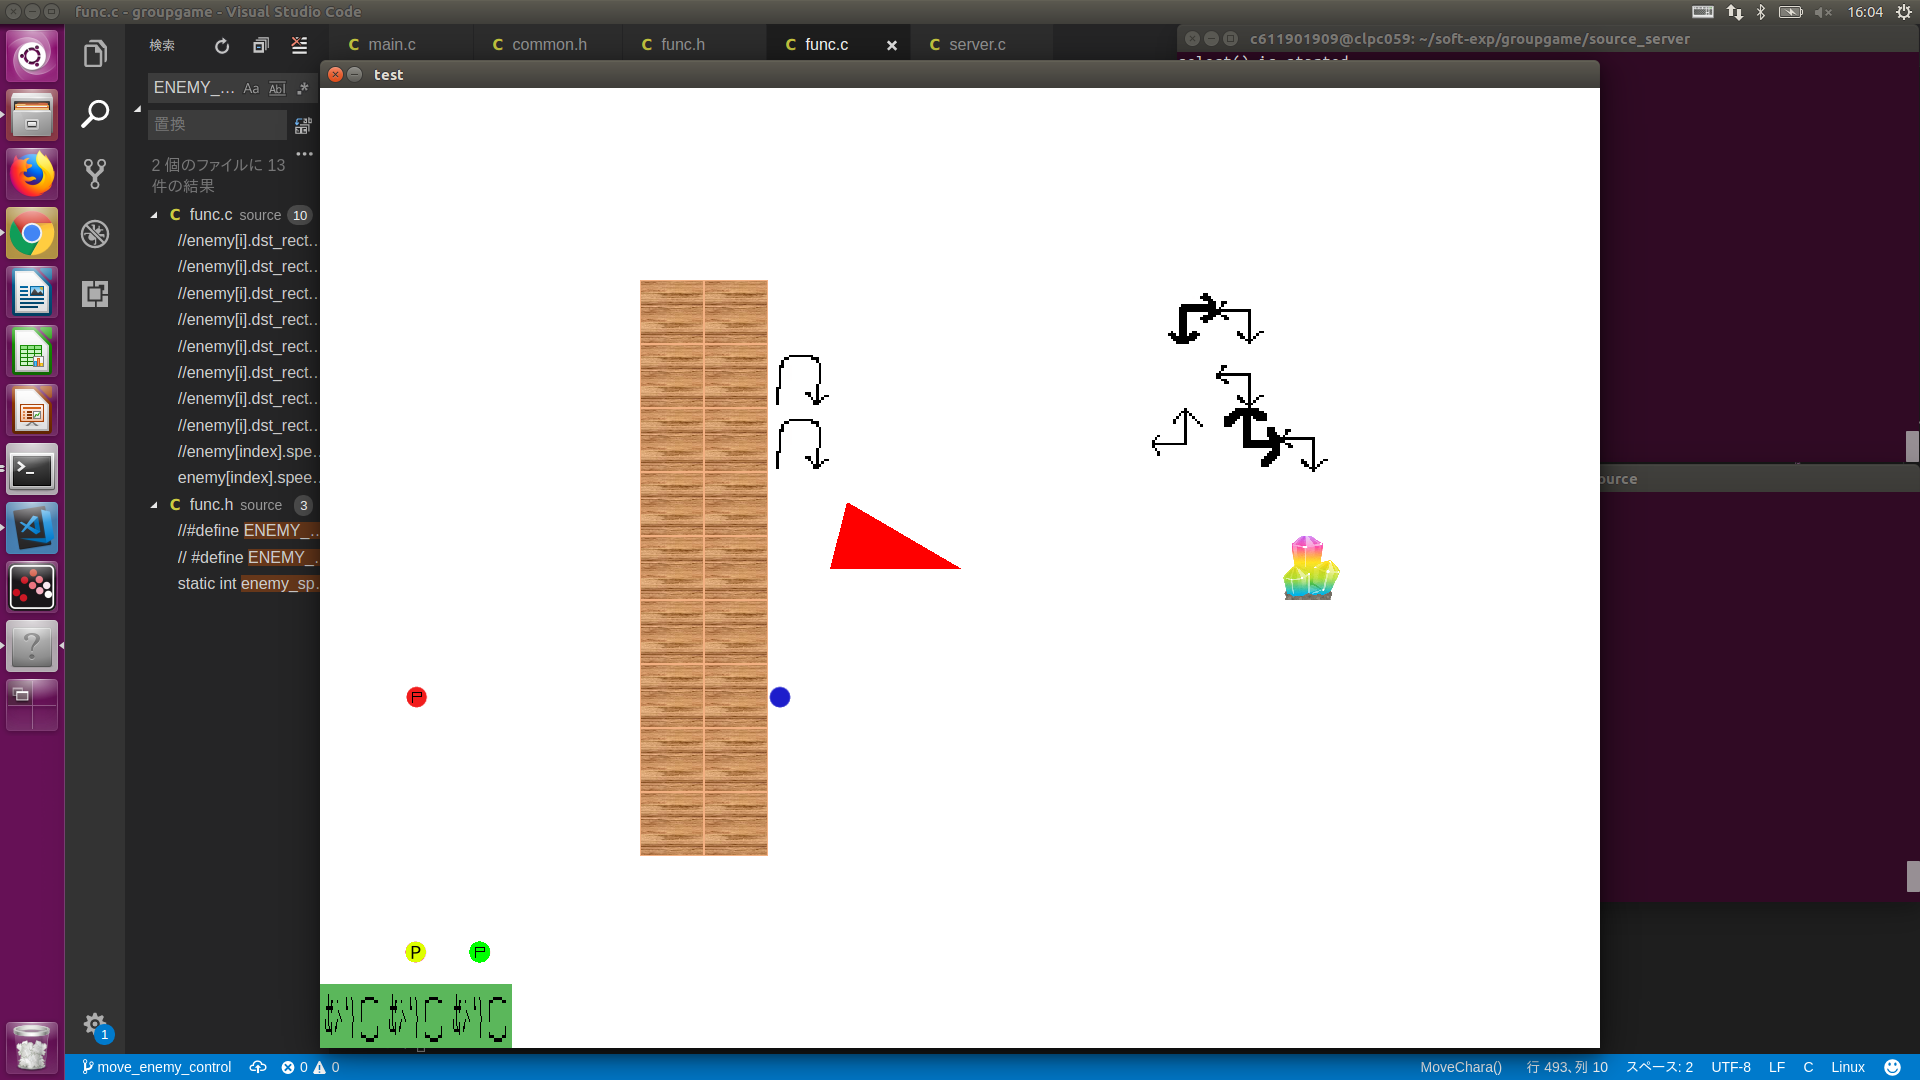 func.c - groupgame - Visual Studio Code
16:04
検索
main.c
common.h
func.h
func.c
server.c
c611901909@clpc059: ~/soft-exp/groupgame/source_server
select() is started
test
ENEMY_...
Aa
Abl
.*
置換
2 個のファイルに 13
件の結果
func.c source 10
//enemy[i].dst_rect...
//enemy[i].dst_rect...
//enemy[i].dst_rect...
//enemy[i].dst_rect...
//enemy[i].dst_rect...
//enemy[i].dst_rect...
//enemy[i].dst_rect...
//enemy[i].dst_rect...
//enemy[index].spe...
enemy[index].spee...
func.h source 3
//#define ENEMY_...
// #define ENEMY_...
static int enemy_sp...
ource
P
P
P
1
move_enemy_control
0
0
MoveChara()
行 493、列 10
スペース: 2
UTF-8
LF
C
Linux